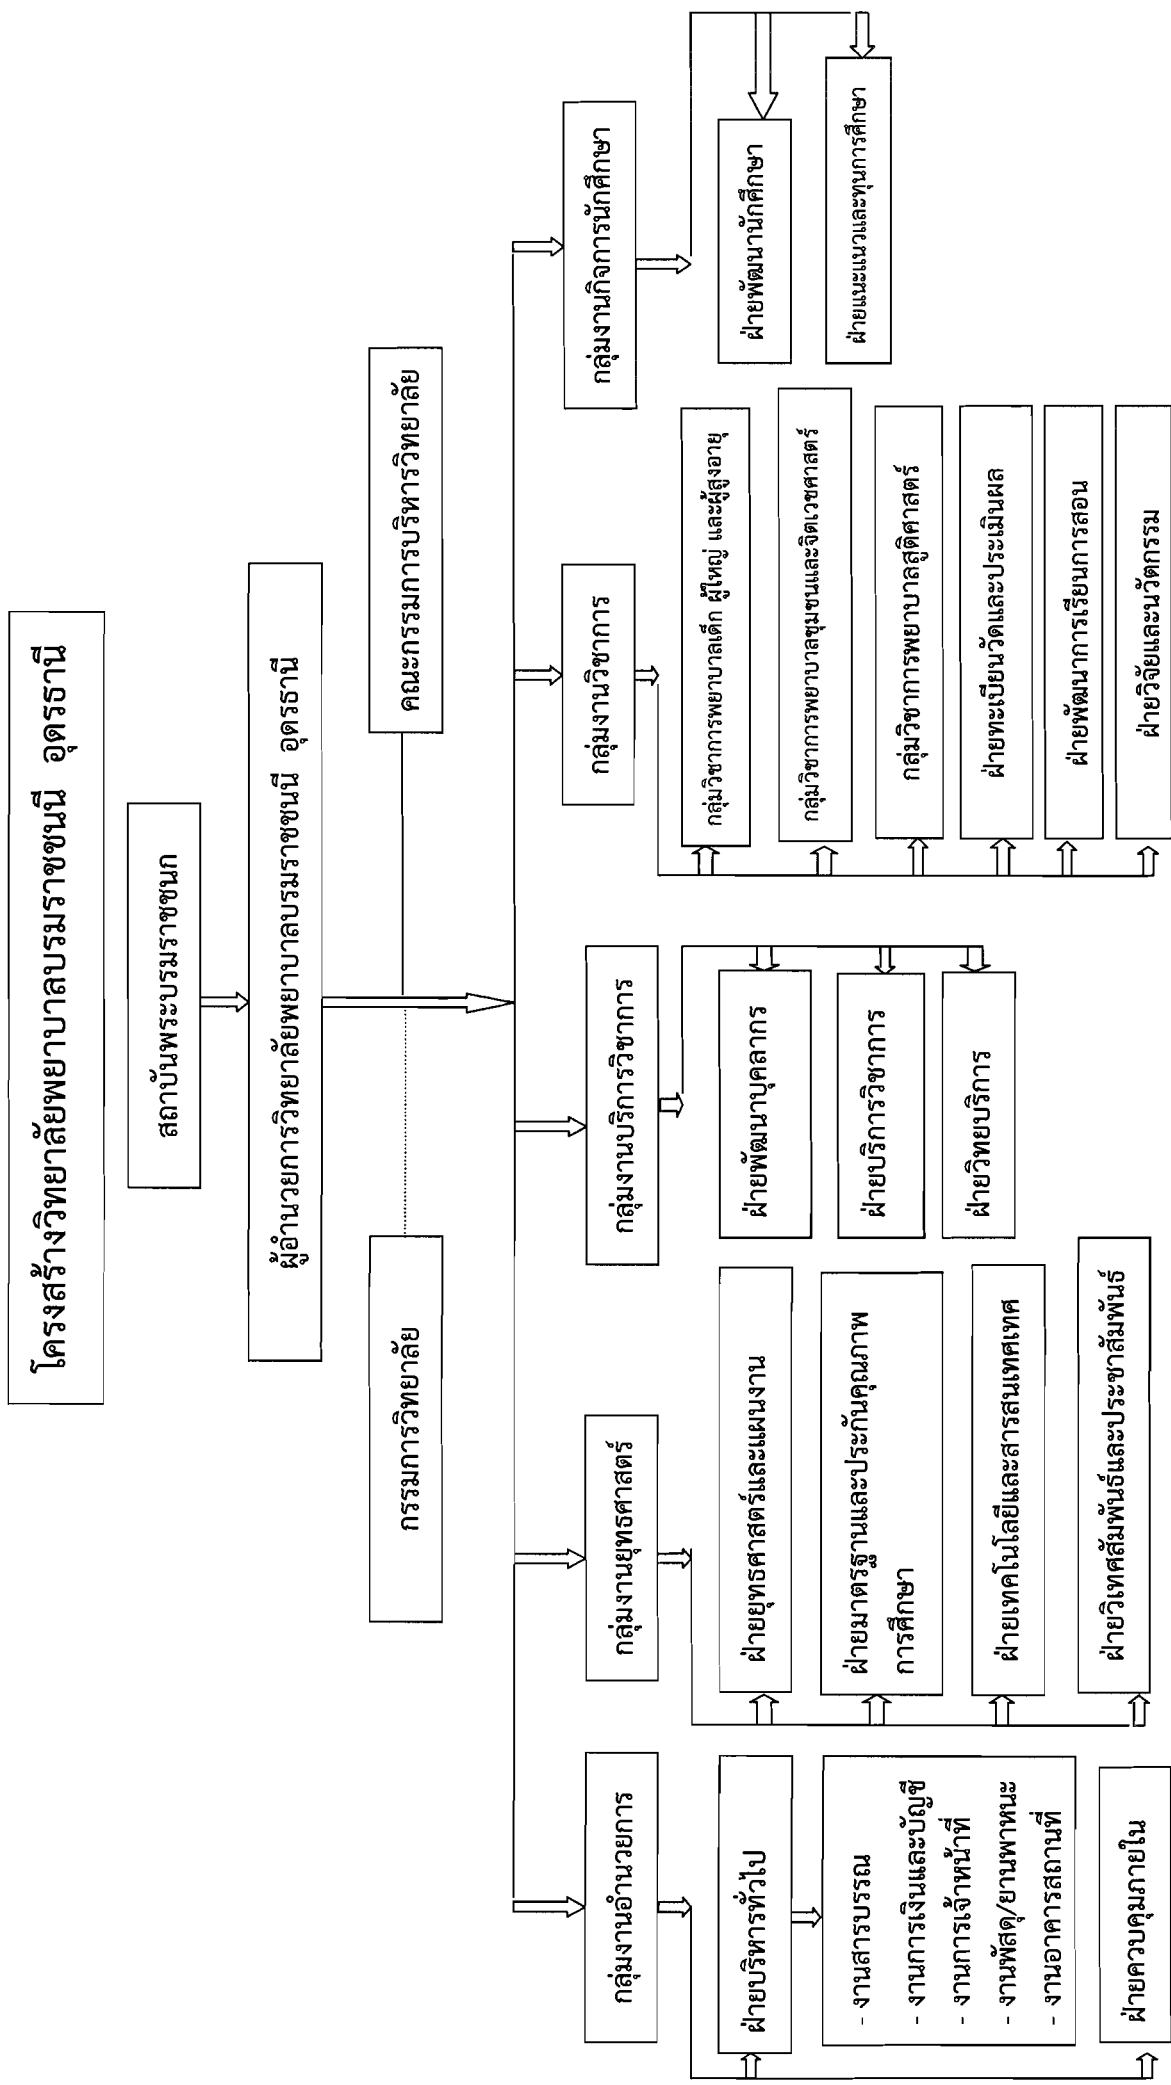 โครงสร้างวิทยาลัยพยาบาลบรมราชชนนี อุดรธานี
สถาบันพระบรมราชชนก
ผู้อำนวยการวิทยาลัยพยาบาลบรมราชชนนี อุดรธานี
กรรมการวิทยาลัย
คณะกรรมการบริหารวิทยาลัย
กลุ่มงานอำนวยการ
ฝ่ายบริหารทั่วไป
- งานสารบรรณ
- งานการเงินและบัญชี
- งานการเจ้าหน้าที่
- งานพัสดุ/ยานพาหนะ
- งานอาคารสถานที่
ฝ่ายควบคุมภายใน
กลุ่มงานยุทธศาสตร์
ฝ่ายยุทธศาสตร์และแผนงาน
ฝ่ายมาตรฐานและประกันคุณภาพ
การศึกษา
ฝ่ายเทคโนโลยีและสารสนเทศเทศ
ฝ่ายวิเทศสัมพันธ์และประชาสัมพันธ์
กลุ่มงานบริการวิชาการ
ฝ่ายพัฒนาบุคลากร
ฝ่ายบริการวิชาการ
ฝ่ายวิทยบริการ
กลุ่มงานวิชาการ
กลุ่มวิชาการพยาบาลเด็ก ผู้ใหญ่ และผู้สูงอายุ
กลุ่มวิชาการพยาบาลชุมชนและจิตเวชศาสตร์
กลุ่มวิชาการพยาบาลสูติศาสตร์
ฝ่ายทะเบียนวัดและประเมินผล
ฝ่ายพัฒนาการเรียนการสอน
ฝ่ายวิจัยและนวัตกรรม
กลุ่มงานกิจการนักศึกษา
ฝ่ายพัฒนานักศึกษา
ฝ่ายแนะแนวและทุนการศึกษา